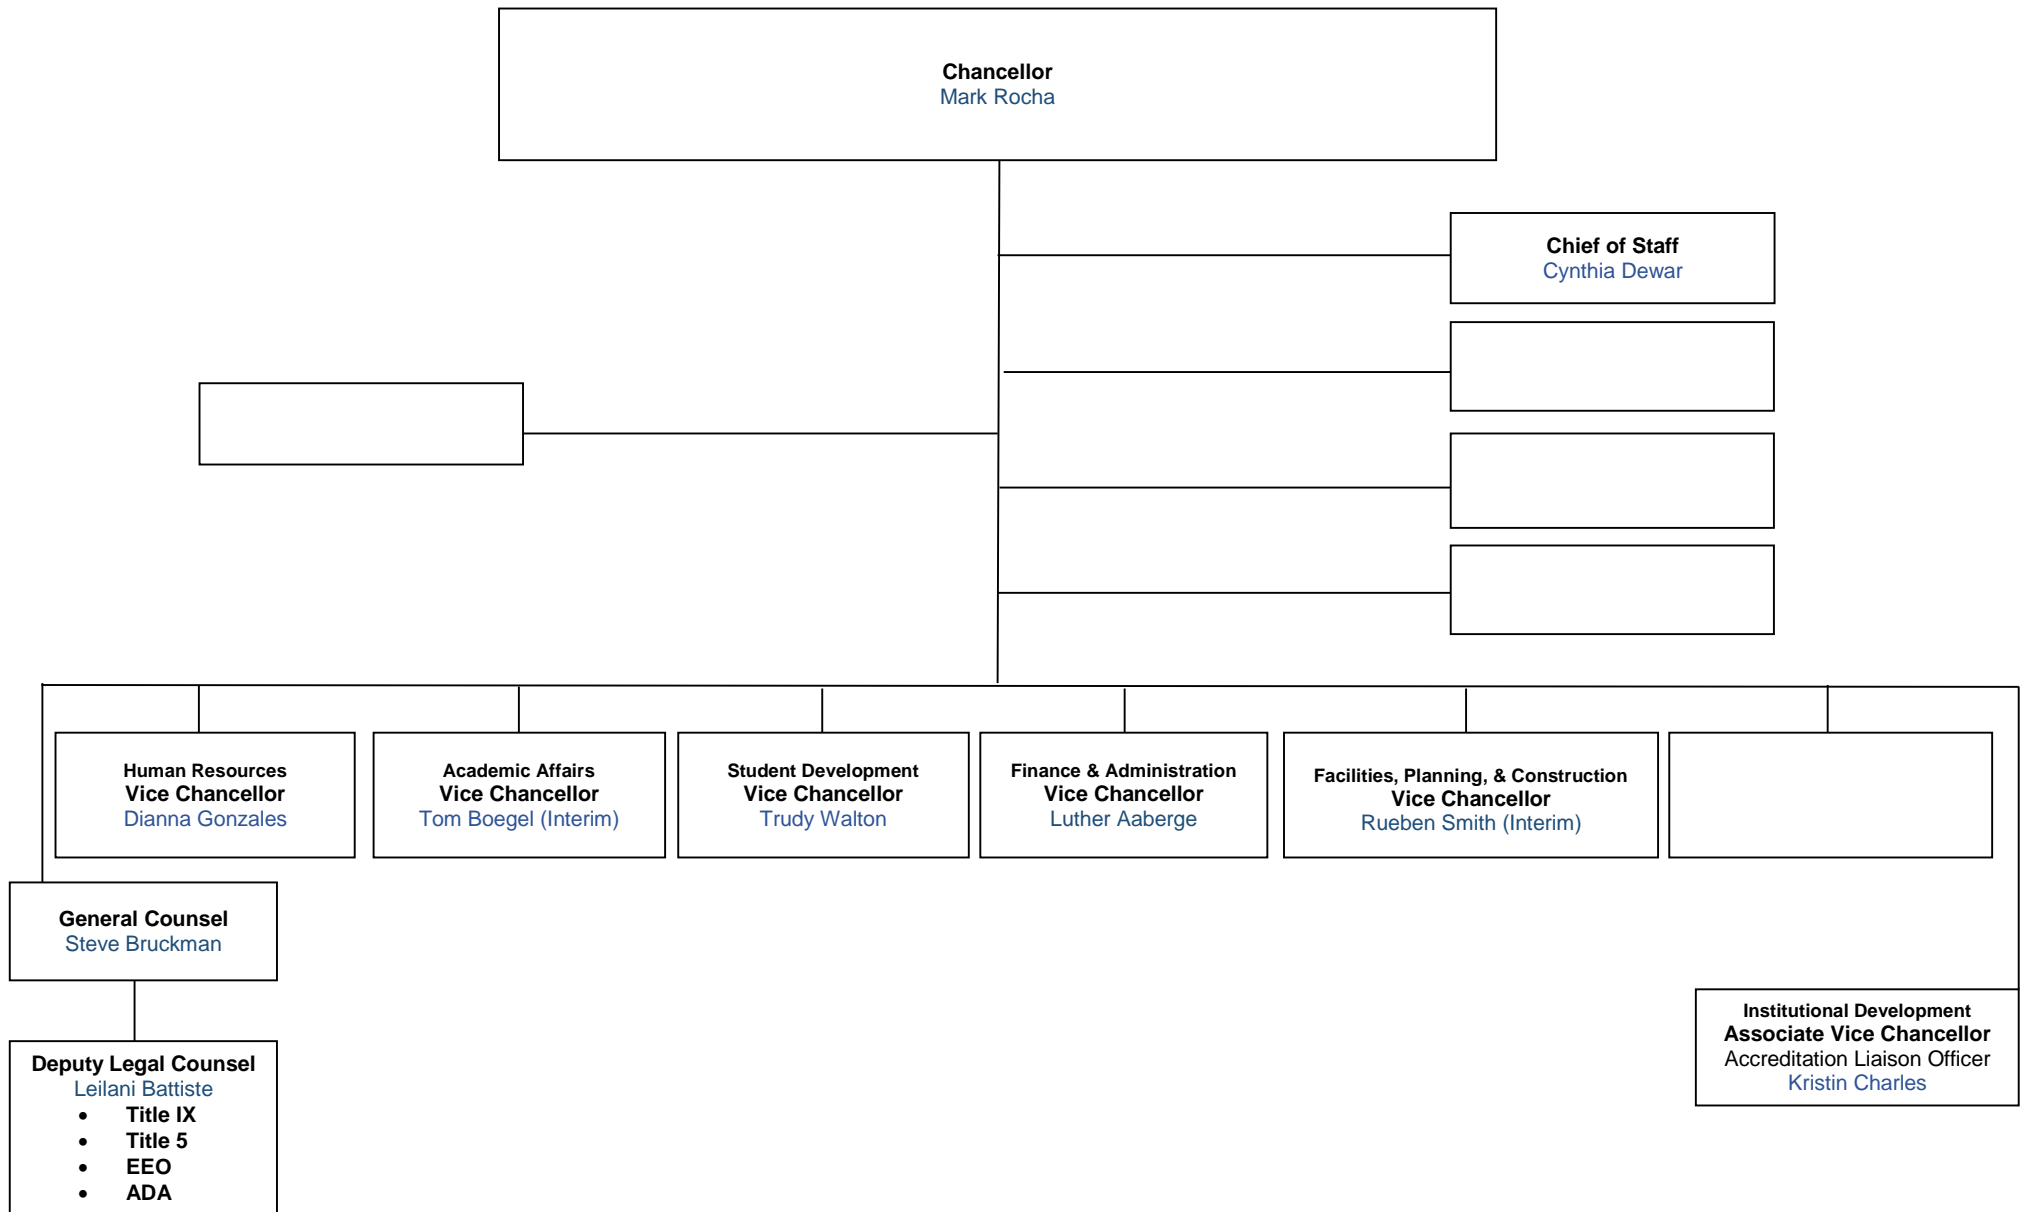 Chancellor
Mark Rocha
Chief of Staff
Cynthia Dewar
Human Resources
Vice Chancellor
Dianna Gonzales
Academic Affairs
Vice Chancellor
Tom Boegel (Interim)
Student Development
Vice Chancellor
Trudy Walton
Finance & Administration
Vice Chancellor
Luther Aaberge
Facilities, Planning, & Construction
Vice Chancellor
Rueben Smith (Interim)
General Counsel
Steve Bruckman
Deputy Legal Counsel
Leilani Battiste
• Title IX
• Title 5
• EEO
• ADA
Institutional Development
Associate Vice Chancellor
Accreditation Liaison Officer
Kristin Charles